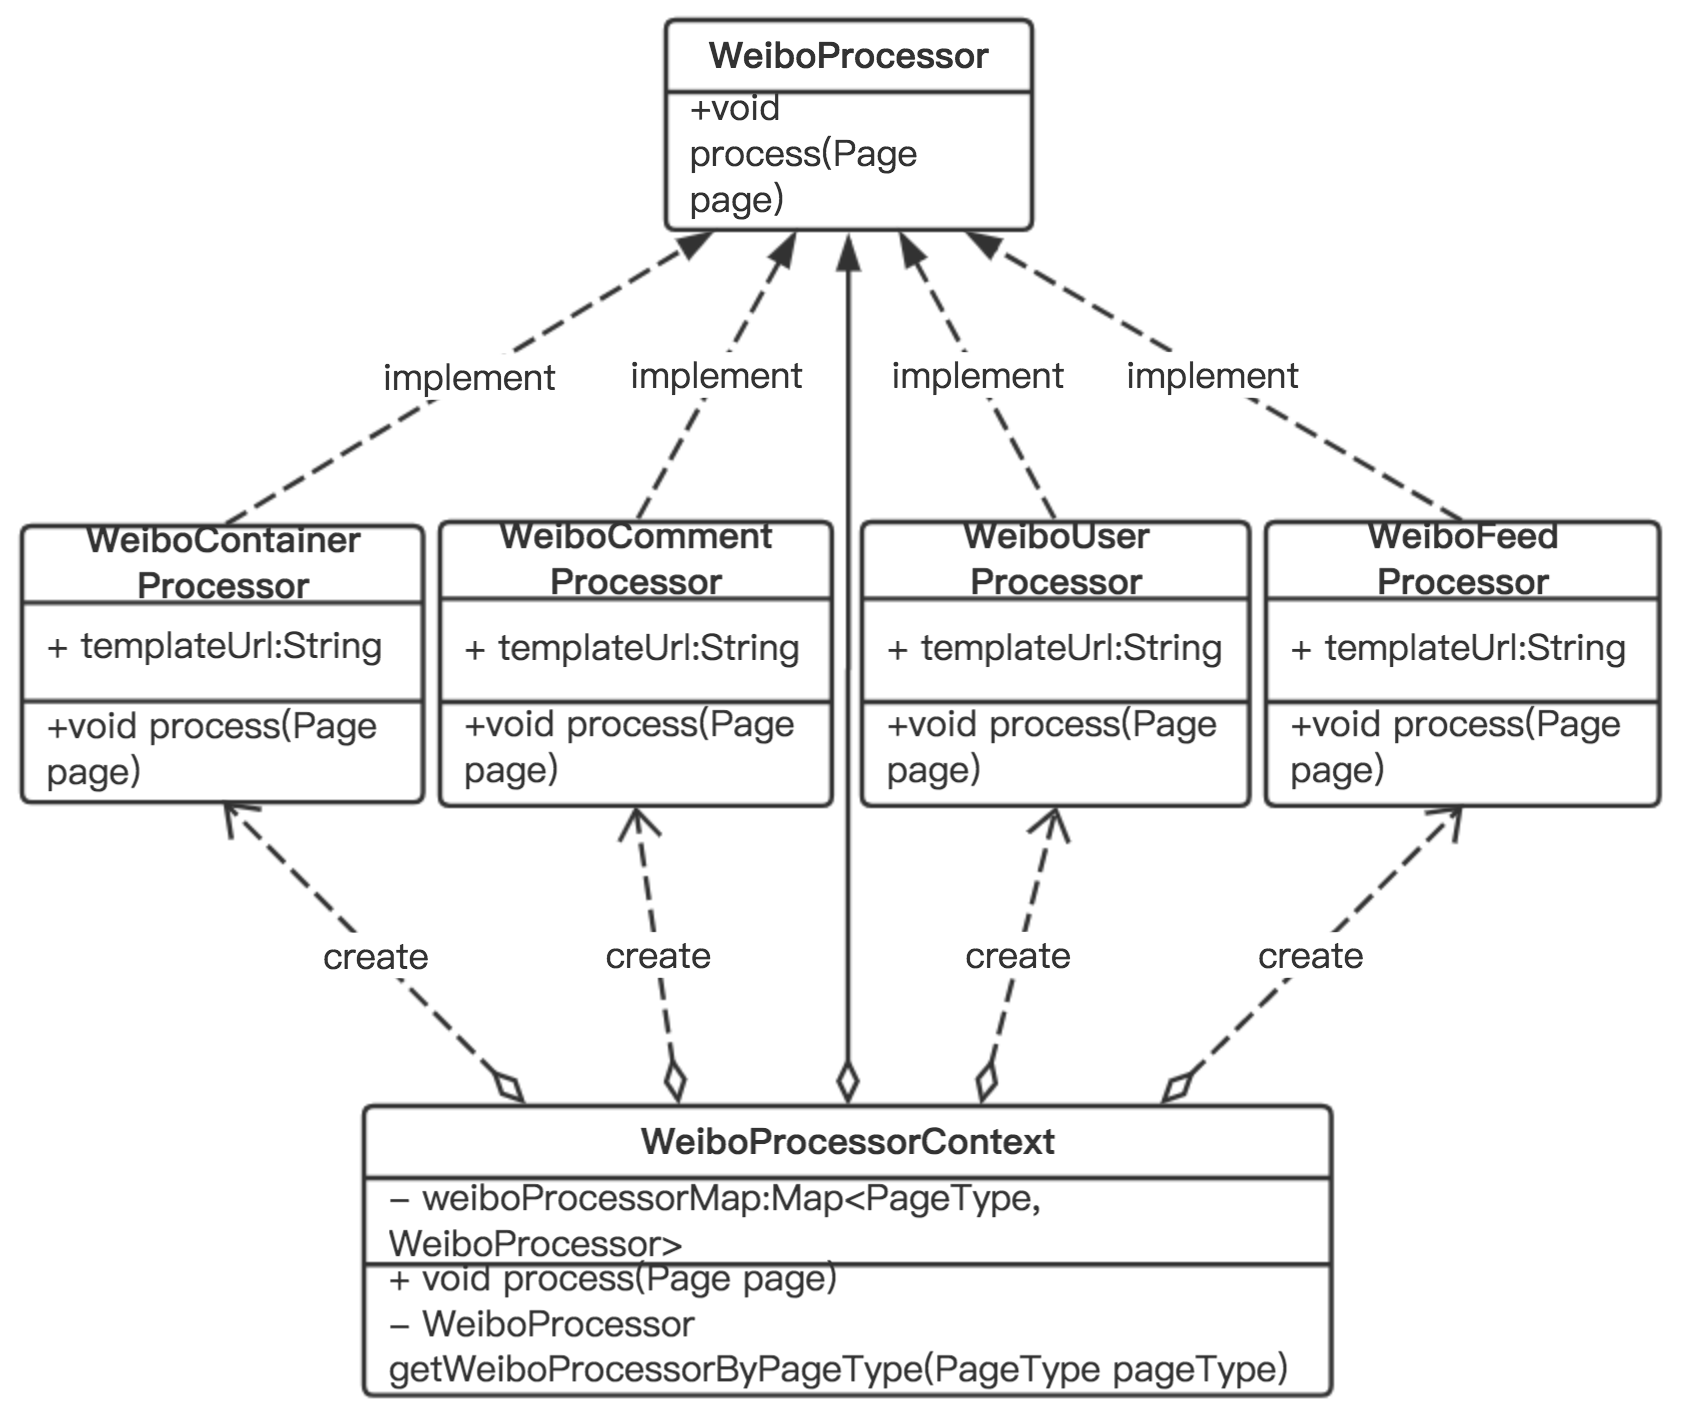 WeiboProcessor
+void
process(Page
page)
implement
implement
implement
implement
WeiboContainer
Processor
+ templateUrl:String
+void process(Page
page)
WeiboComment
Processor
+ templateUrl:String
+void process(Page
page)
WeiboUser
Processor
+ templateUrl:String
+void process(Page
page)
WeiboFeed
Processor
+ templateUrl:String
+void process(Page
page)
create
create
create
create
WeiboProcessorContext
– weiboProcessorMap:Map<PageType,
WeiboProcessor>
+ void process(Page page)
– WeiboProcessor
getWeiboProcessorByPageType(PageType pageType)